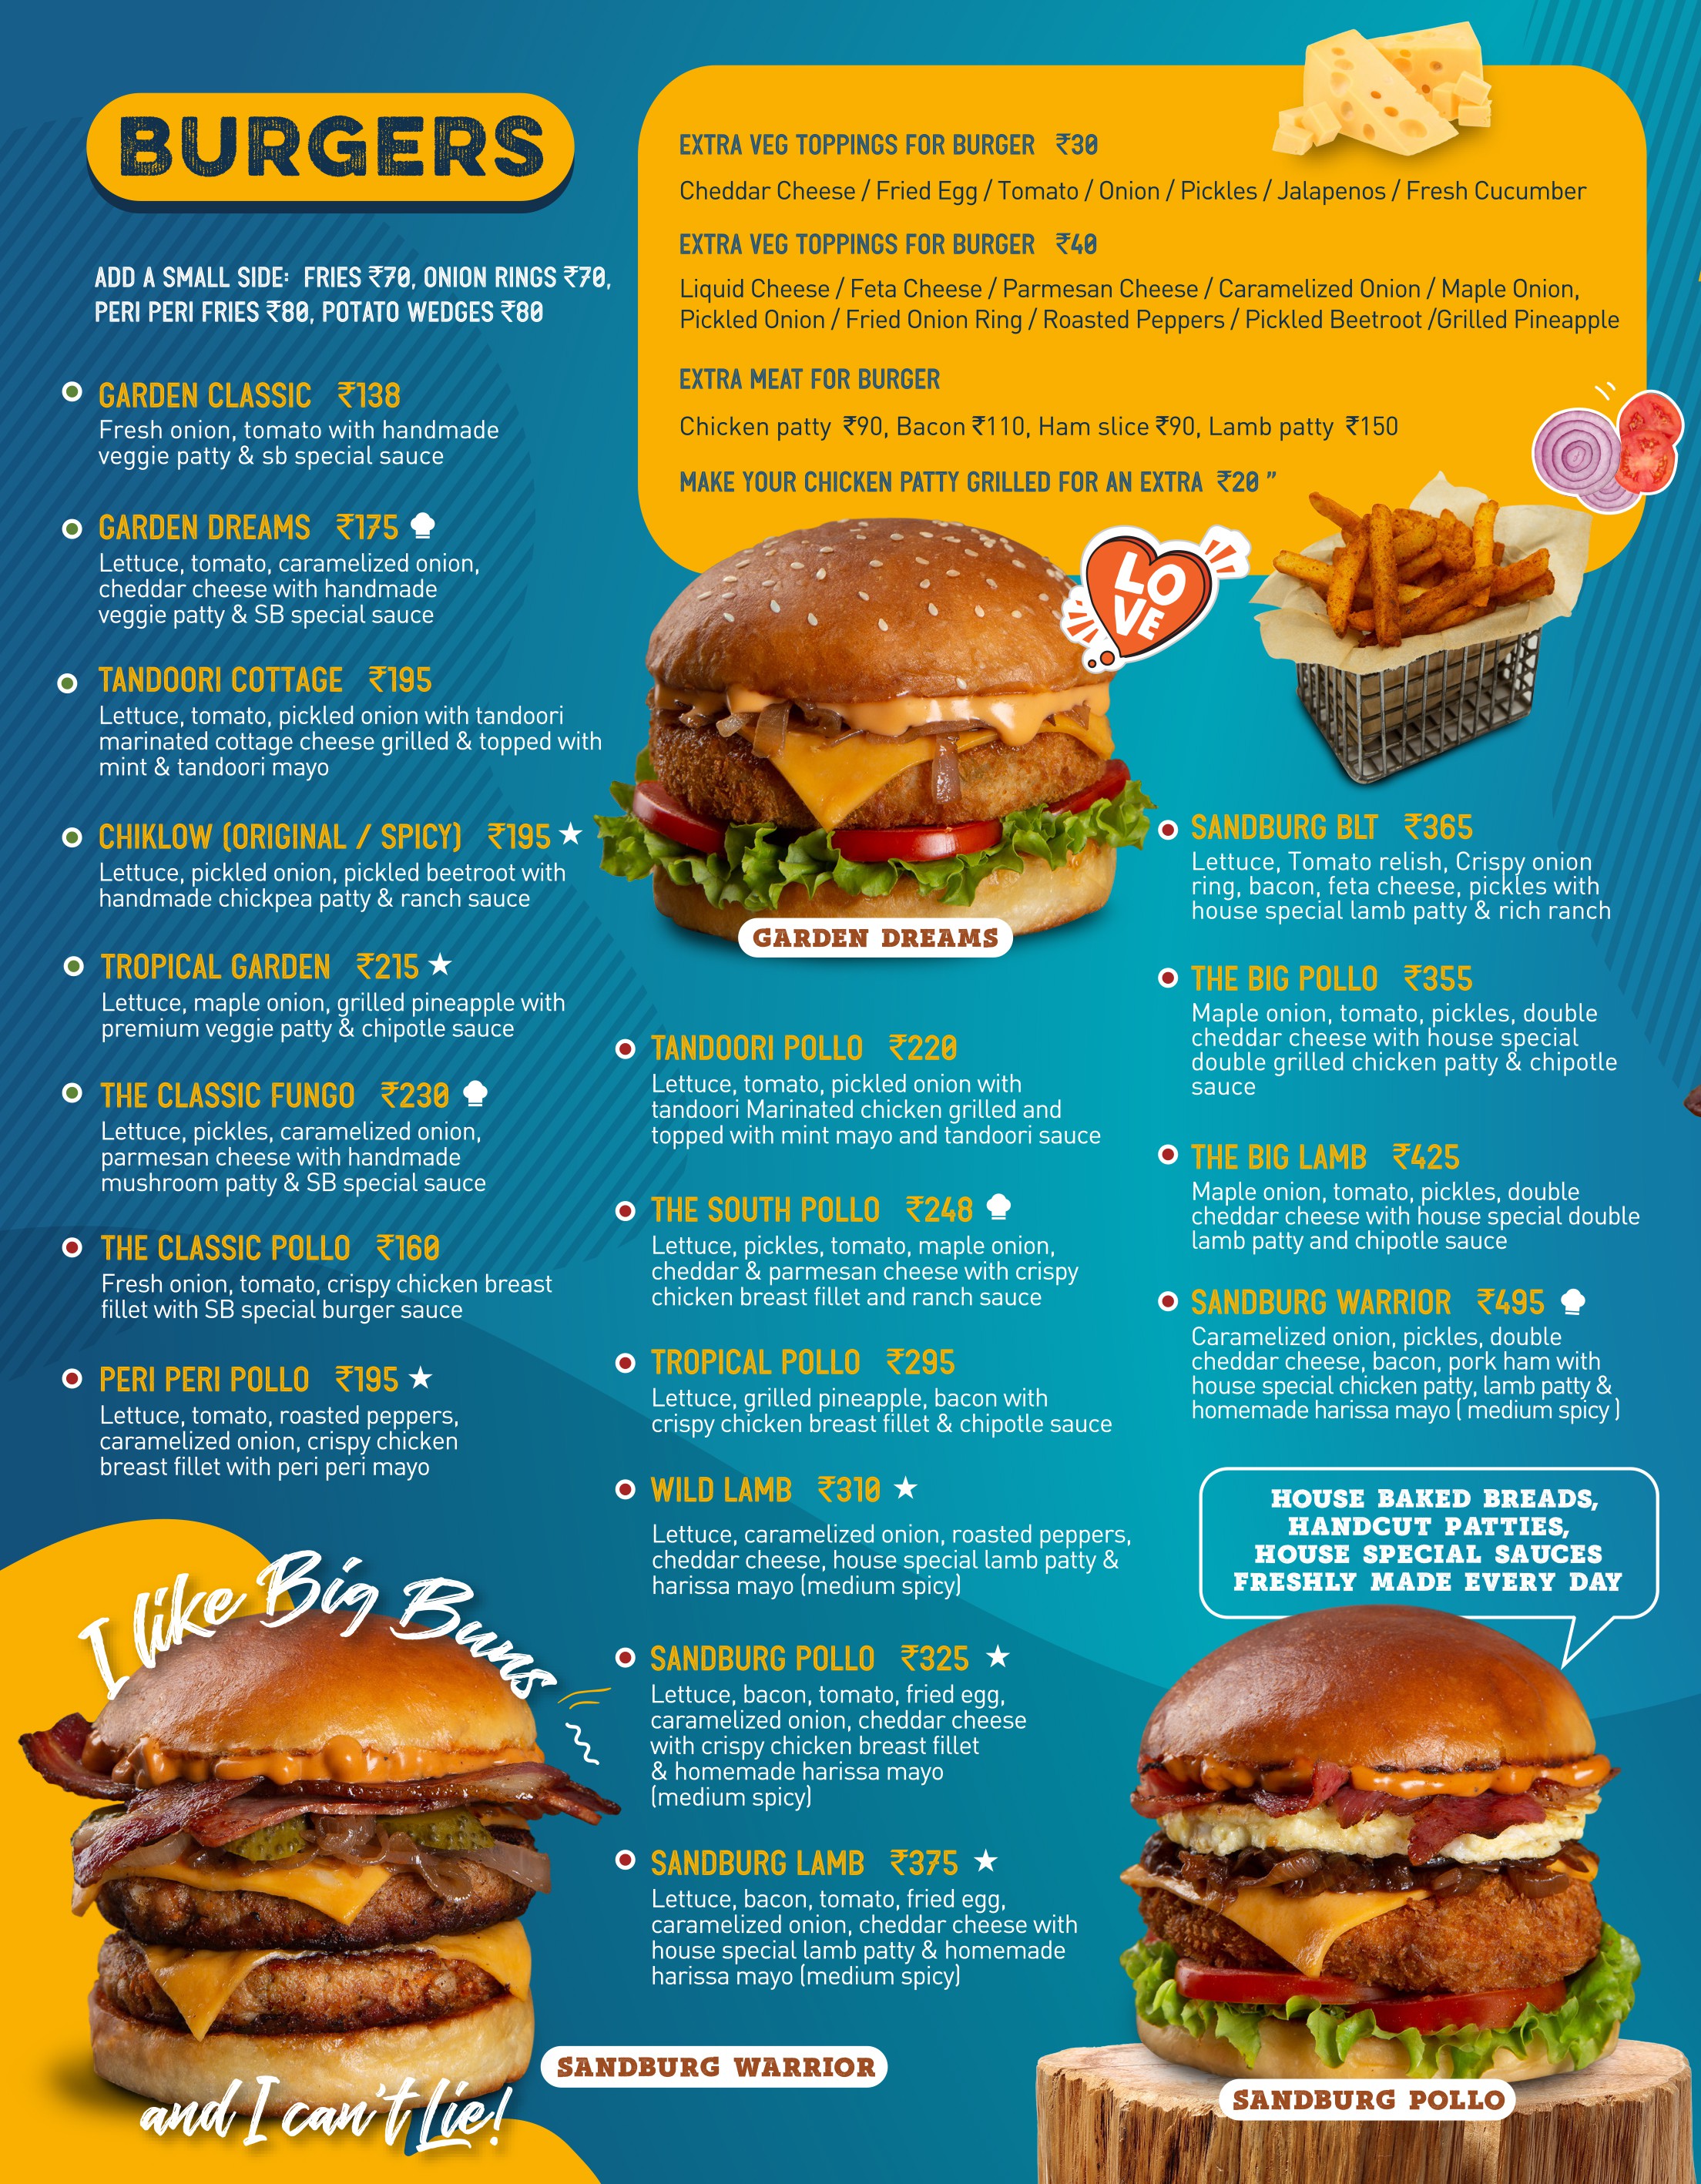 BURGERS
ADD A SMALL SIDE: FRIES ₹70, ONION RINGS ₹70,
PERI PERI FRIES ₹80, POTATO WEDGES ₹80
EXTRA VEG TOPPINGS FOR BURGER ₹30
Cheddar Cheese / Fried Egg / Tomato / Onion / Pickles / Jalapenos / Fresh Cucumber
EXTRA VEG TOPPINGS FOR BURGER ₹40
Liquid Cheese / Feta Cheese / Parmesan Cheese / Caramelized Onion / Maple Onion,
Pickled Onion / Fried Onion Ring / Roasted Peppers / Pickled Beetroot /Grilled Pineapple
EXTRA MEAT FOR BURGER
Chicken patty ₹90, Bacon ₹110, Ham slice ₹90, Lamb patty ₹150
MAKE YOUR CHICKEN PATTY GRILLED FOR AN EXTRA ₹20 ”
GARDEN CLASSIC ₹138
Fresh onion, tomato with handmade
veggie patty & sb special sauce
GARDEN DREAMS ₹175
Lettuce, tomato, caramelized onion,
cheddar cheese with handmade
veggie patty & SB special sauce
TANDOORI COTTAGE ₹195
Lettuce, tomato, pickled onion with tandoori
marinated cottage cheese grilled & topped with
mint & tandoori mayo
CHIKLOW (ORIGINAL / SPICY) ₹195
Lettuce, pickled onion, pickled beetroot with
handmade chickpea patty & ranch sauce
TROPICAL GARDEN ₹215
Lettuce, maple onion, grilled pineapple with
premium veggie patty & chipotle sauce
THE CLASSIC FUNGO ₹230
Lettuce, pickles, caramelized onion,
parmesan cheese with handmade
mushroom patty & SB special sauce
THE CLASSIC POLLO ₹160
Fresh onion, tomato, crispy chicken breast
fillet with SB special burger sauce
PERI PERI POLLO ₹195
Lettuce, tomato, roasted peppers,
caramelized onion, crispy chicken
breast fillet with peri peri mayo
I like Big Buns
and I can't Lie!
LO
VE
GARDEN DREAMS
TANDOORI POLLO ₹220
Lettuce, tomato, pickled onion with
tandoori Marinated chicken grilled and
topped with mint mayo and tandoori sauce
THE SOUTH POLLO ₹248
Lettuce, pickles, tomato, maple onion,
cheddar & parmesan cheese with crispy
chicken breast fillet and ranch sauce
TROPICAL POLLO ₹295
Lettuce, grilled pineapple, bacon with
crispy chicken breast fillet & chipotle sauce
WILD LAMB ₹310
Lettuce, caramelized onion, roasted peppers,
cheddar cheese, house special lamb patty &
harissa mayo (medium spicy)
SANDBURG POLLO ₹325
Lettuce, bacon, tomato, fried egg,
caramelized onion, cheddar cheese
with crispy chicken breast fillet
& homemade harissa mayo
(medium spicy)
SANDBURG LAMB ₹375
Lettuce, bacon, tomato, fried egg,
caramelized onion, cheddar cheese with
house special lamb patty & homemade
harissa mayo (medium spicy)
SANDBURG WARRIOR
SANDBURG BLT ₹365
Lettuce, Tomato relish, Crispy onion
ring, bacon, feta cheese, pickles with
house special lamb patty & rich ranch
THE BIG POLLO ₹355
Maple onion, tomato, pickles, double
cheddar cheese with house special
double grilled chicken patty & chipotle
sauce
THE BIG LAMB ₹425
Maple onion, tomato, pickles, double
cheddar cheese with house special double
lamb patty and chipotle sauce
SANDBURG WARRIOR ₹495
Caramelized onion, pickles, double
cheddar cheese, bacon, pork ham with
house special chicken patty, lamb patty &
homemade harissa mayo ( medium spicy )
HOUSE BAKED BREADS,
HANDCUT PATTIES,
HOUSE SPECIAL SAUCES
FRESHLY MADE EVERY DAY
SANDBURG POLLO